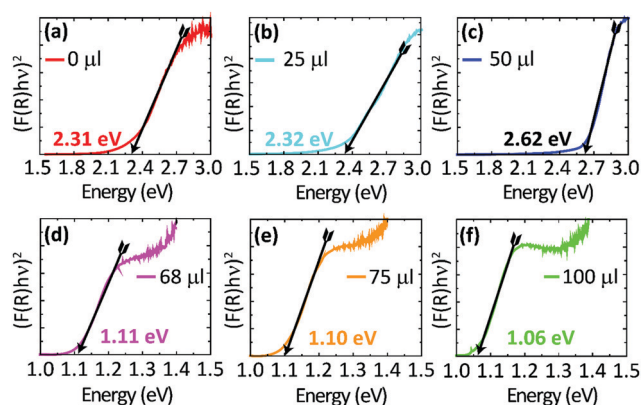 (a)
0 µl
2.31 eV
(F(R)hν)²
1.5 1.8 2.1 2.4 2.7 3.0
Energy (eV)
(b)
25 µl
2.32 eV
(F(R)hν)²
1.5 1.8 2.1 2.4 2.7 3.0
Energy (eV)
(c)
50 µl
2.62 eV
(F(R)hν)²
1.5 1.8 2.1 2.4 2.7 3.0
Energy (eV)
(d)
68 µl
1.11 eV
(F(R)hν)²
1.0 1.1 1.2 1.3 1.4 1.5
Energy (eV)
(e)
75 µl
1.10 eV
(F(R)hν)²
1.0 1.1 1.2 1.3 1.4 1.5
Energy (eV)
(f)
100 µl
1.06 eV
(F(R)hν)²
1.0 1.1 1.2 1.3 1.4 1.5
Energy (eV)